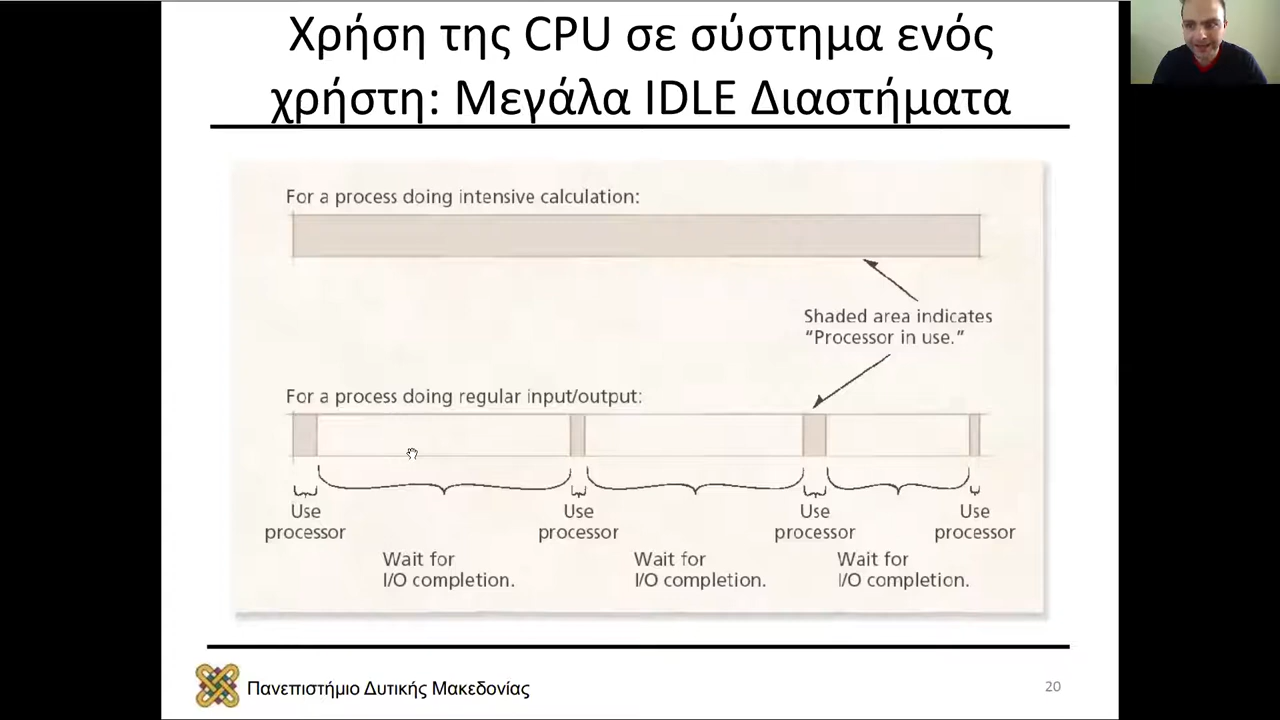 Χρήση της CPU σε σύστημα ενός
χρήστη: Μεγάλα IDLE Διαστήματα
For a process doing intensive calculation:
Shaded area indicates
“Processor in use.”
For a process doing regular input/output:
Use
processor
Use
processor
Use
processor
Use
processor
Wait for
I/O completion.
Wait for
I/O completion.
Wait for
I/O completion.
Πανεπιστήμιο Δυτικής Μακεδονίας
20